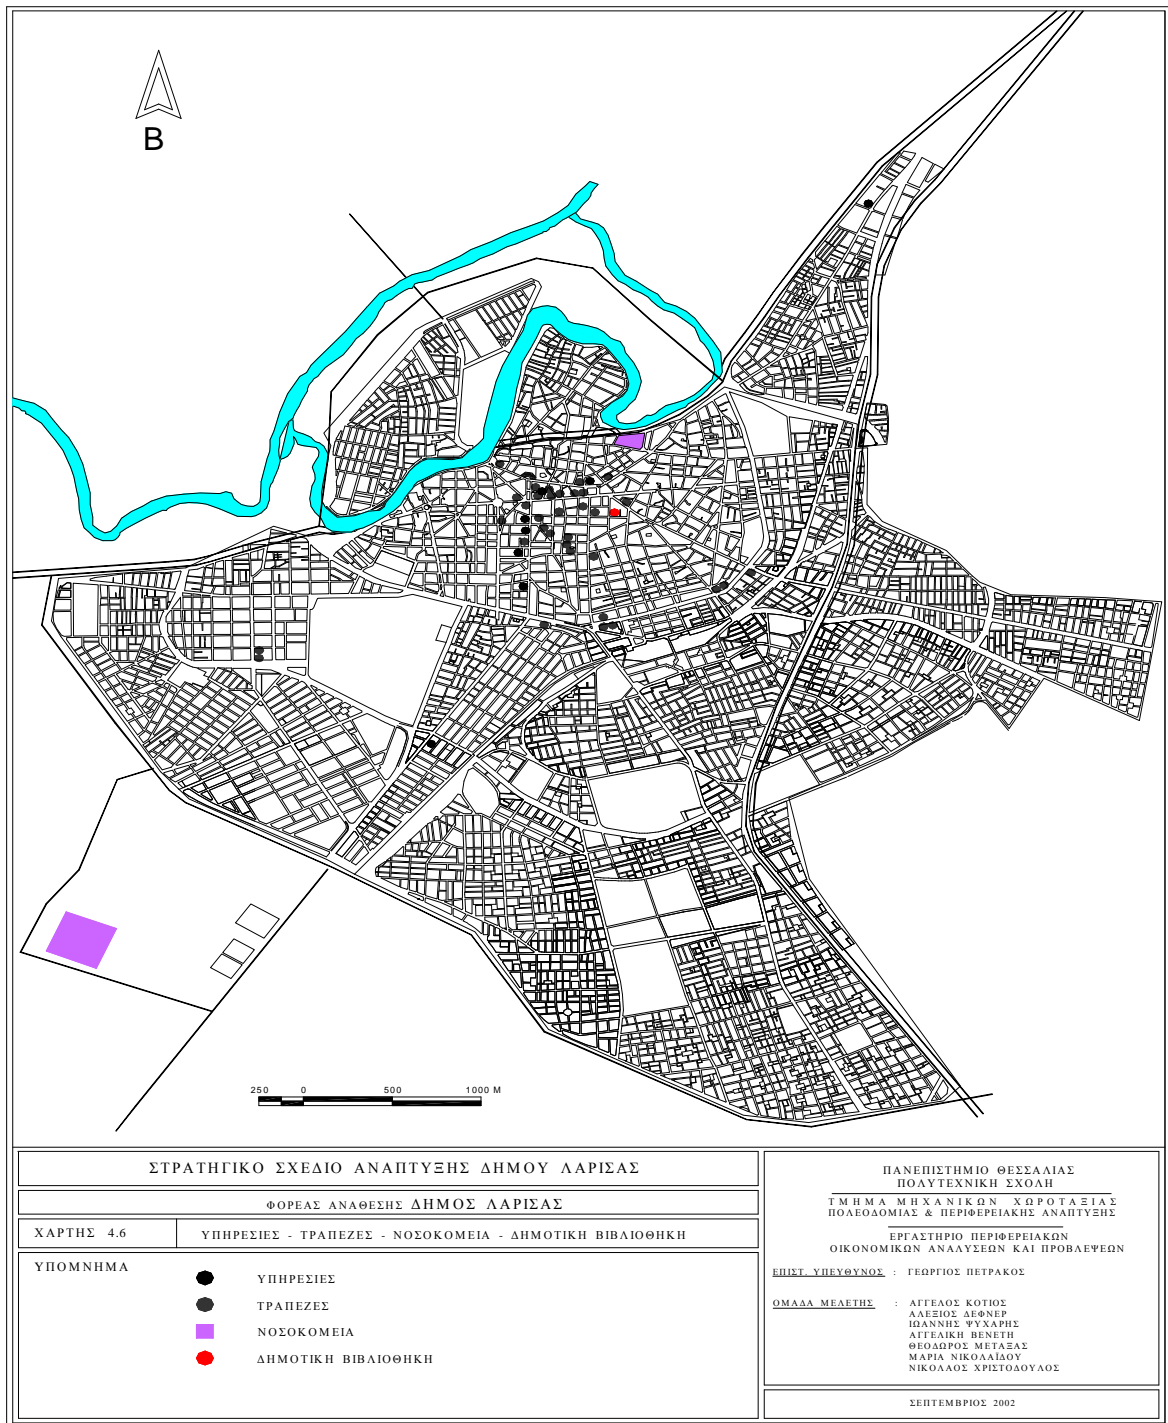 Β
250 0 500 1000 M
ΣΤΡΑΤΗΓΙΚΟ ΣΧΕΔΙΟ ΑΝΑΠΤΥΞΗΣ ΔΗΜΟΥ ΛΑΡΙΣΑΣ
ΦΟΡΕΑΣ ΑΝΑΘΕΣΗΣ ΔΗΜΟΣ ΛΑΡΙΣΑΣ
ΧΑΡΤΗΣ 4.6
ΥΠΗΡΕΣΙΕΣ - ΤΡΑΠΕΖΕΣ - ΝΟΣΟΚΟΜΕΙΑ - ΔΗΜΟΤΙΚΗ ΒΙΒΛΙΟΘΗΚΗ
ΥΠΟΜΝΗΜΑ
ΥΠΗΡΕΣΙΕΣ
ΤΡΑΠΕΖΕΣ
ΝΟΣΟΚΟΜΕΙΑ
ΔΗΜΟΤΙΚΗ ΒΙΒΛΙΟΘΗΚΗ
ΠΑΝΕΠΙΣΤΗΜΙΟ ΘΕΣΣΑΛΙΑΣ
ΠΟΛΥΤΕΧΝΙΚΗ ΣΧΟΛΗ
ΤΜΗΜΑ ΜΗΧΑΝΙΚΩΝ ΧΩΡΟΤΑΞΙΑΣ
ΠΟΛΕΟΔΟΜΙΑΣ & ΠΕΡΙΦΕΡΕΙΑΚΗΣ ΑΝΑΠΤΥΞΗΣ
ΕΡΓΑΣΤΗΡΙΟ ΠΕΡΙΦΕΡΕΙΑΚΩΝ
ΟΙΚΟΝΟΜΙΚΩΝ ΑΝΑΛΥΣΕΩΝ ΚΑΙ ΠΡΟΒΛΕΨΕΩΝ
ΕΠΙΣΤ. ΥΠΕΥΘΥΝΟΣ : ΓΕΩΡΓΙΟΣ ΠΕΤΡΑΚΟΣ
ΟΜΑΔΑ ΜΕΛΕΤΗΣ : ΑΓΓΕΛΟΣ ΚΟΤΙΟΣ
ΑΛΕΞΙΟΣ ΔΕΦΝΕΡ
ΙΩΑΝΝΗΣ ΨΥΧΑΡΗΣ
ΑΓΓΕΛΙΚΗ ΒΕΝΕΤΗ
ΘΕΟΔΩΡΟΣ ΜΕΤΑΞΑΣ
ΜΑΡΙΑ ΝΙΚΟΛΑΪΔΟΥ
ΝΙΚΟΛΑΟΣ ΧΡΙΣΤΟΔΟΥΛΟΣ
ΣΕΠΤΕΜΒΡΙΟΣ 2002